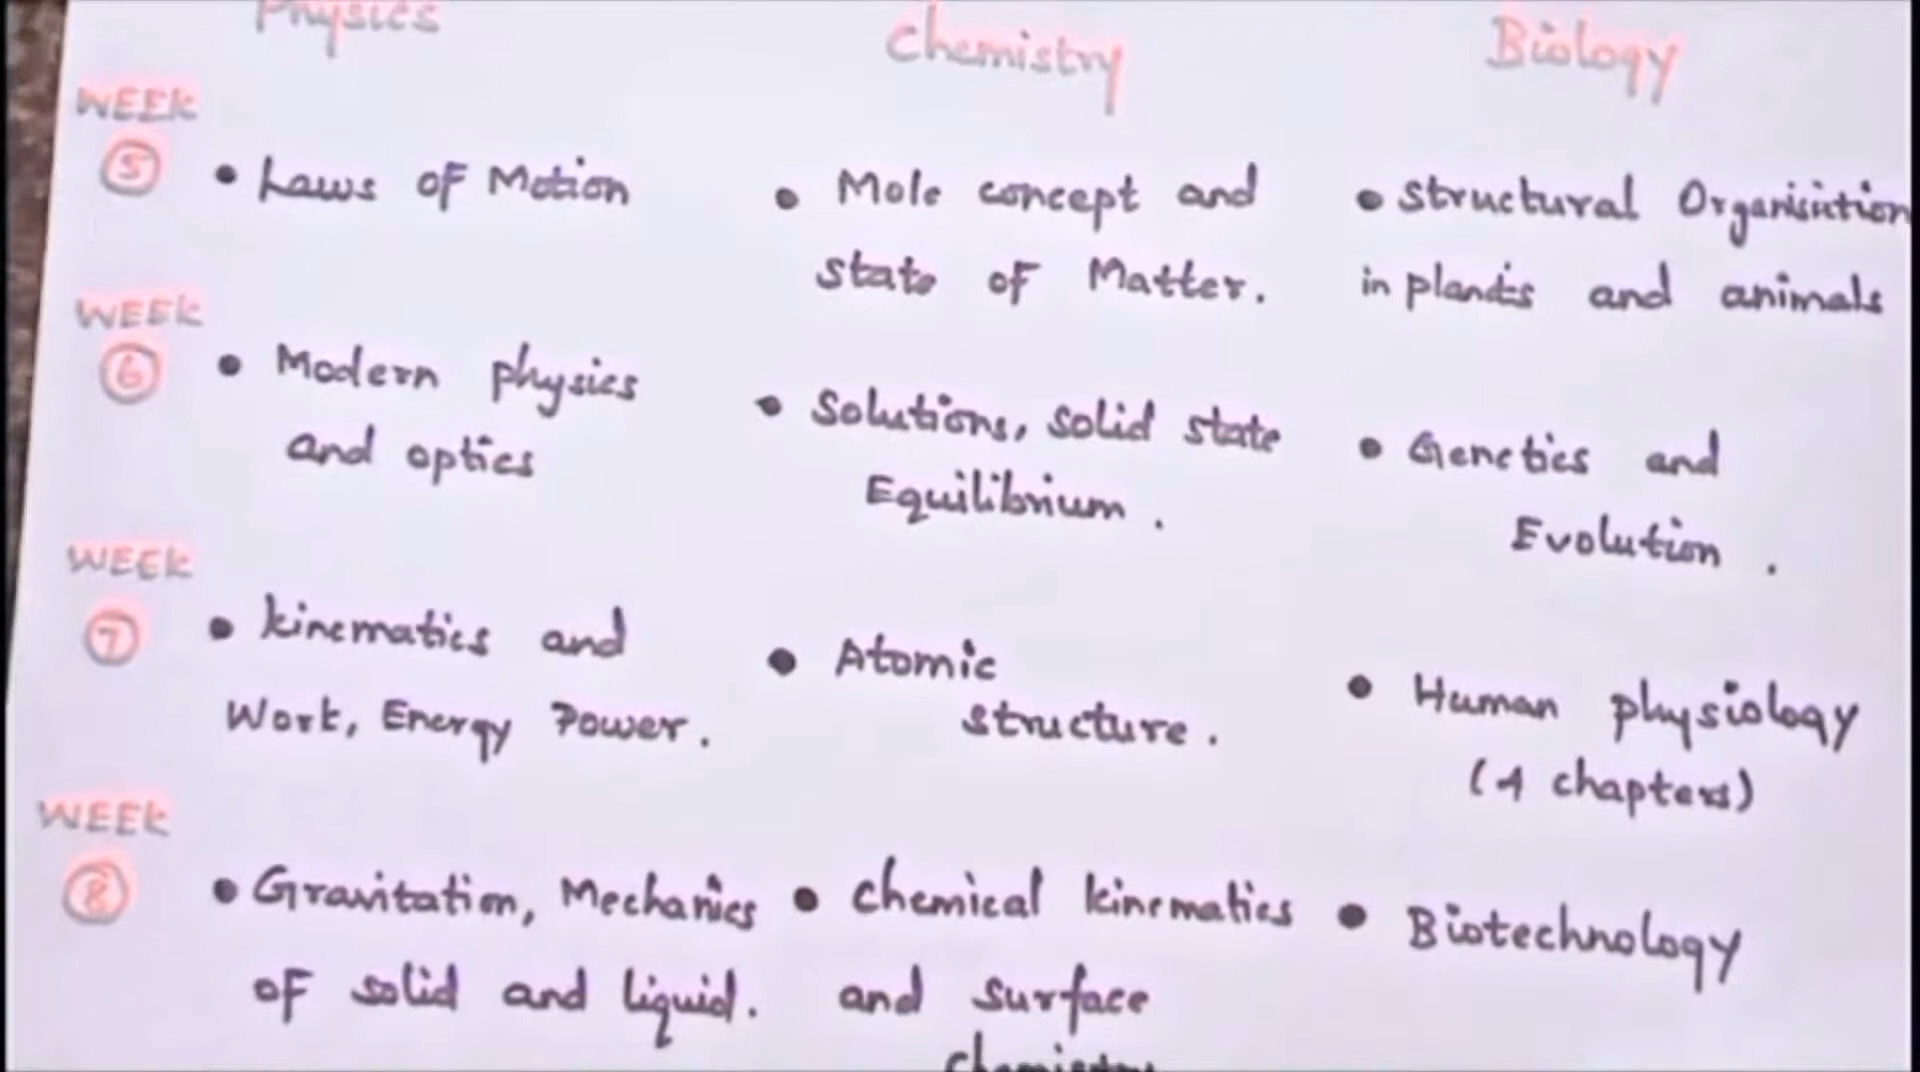 Physics Chemistry Biology
WEEK
5
• Laws of Motion
• Mole concept and
State of Matter.
• Structural Organisiation
in plants and animals
WEEK
6
• Modern physics
and optics
• Solutions, solid state
Equilibrium.
• Genetics and
Evolution.
WEEK
7
• kinematics and
Work, Energy Power.
• Atomic
structure.
• Human physiology
(4 chapters)
WEEK
8
• Gravitation, Mechanics
of solid and liquid.
• Chemical kinematics
and surface
chemistry
• Biotechnology